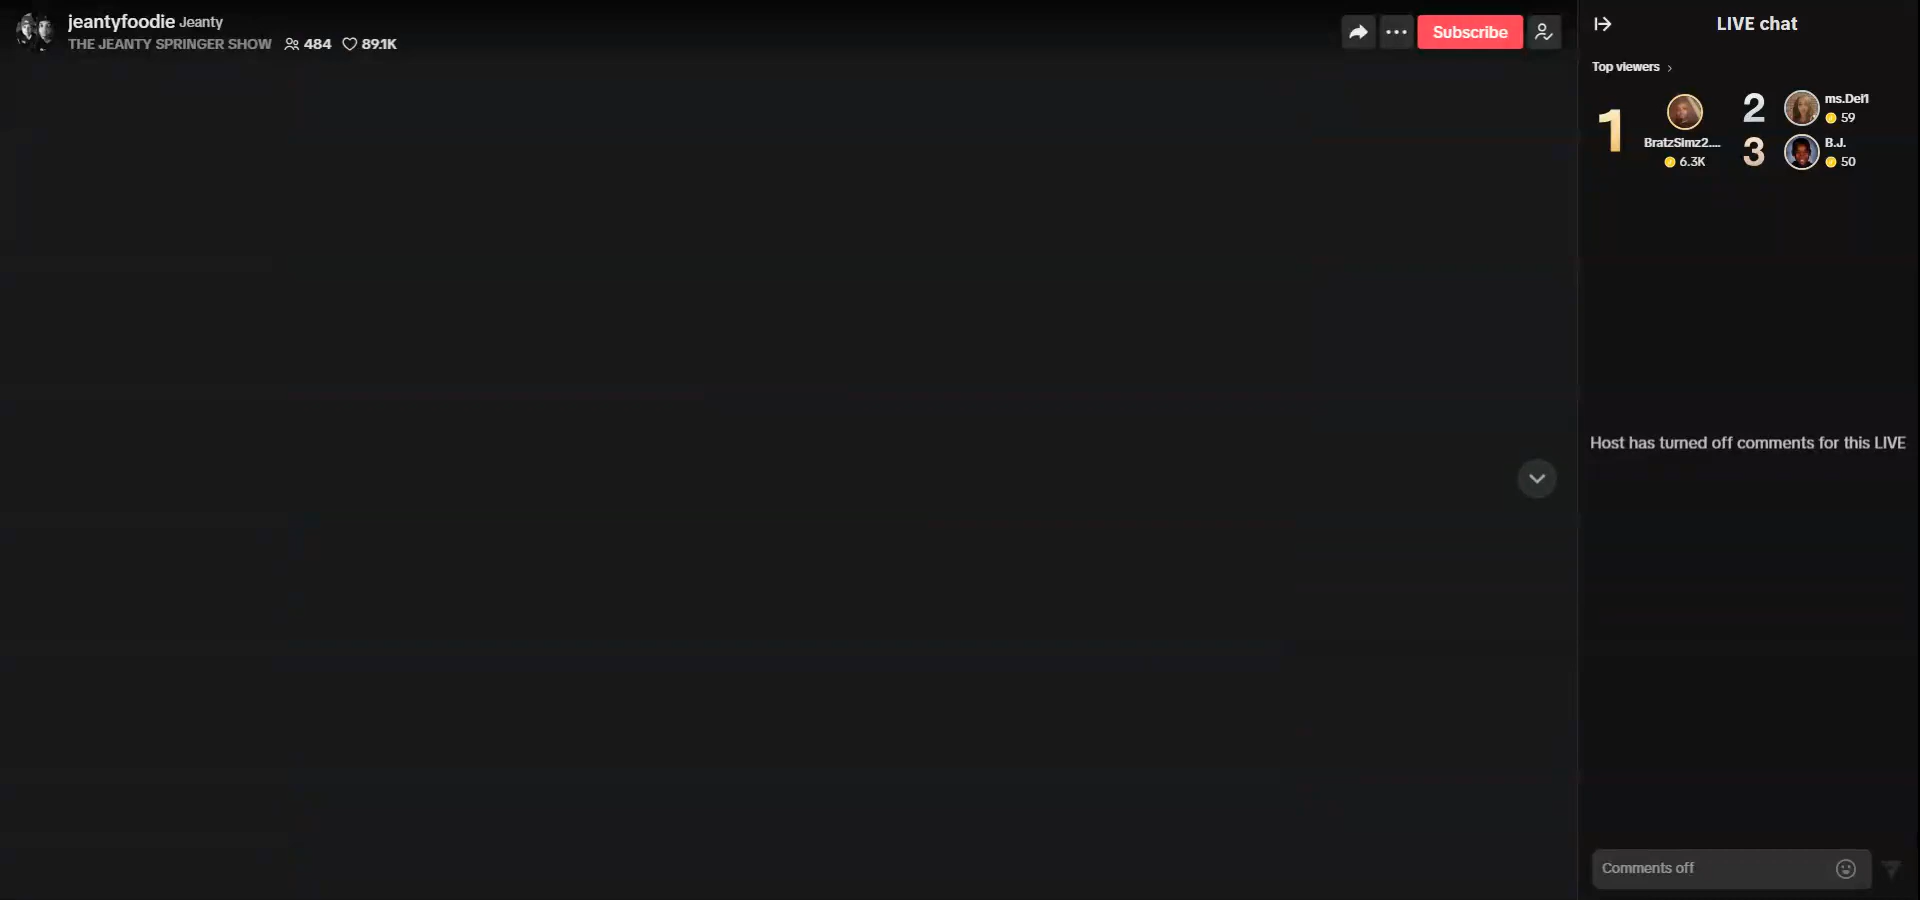 jeantyfoodie Jeanty
THE JEANTY SPRINGER SHOW 484 89.1K
Subscribe
LIVE chat
Top viewers
1
BratzSimz2....
6.3K
2
ms.Del1
59
3
B.J.
50
Host has turned off comments for this LIVE
Comments off